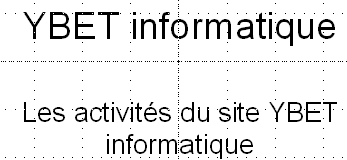 YBET informatique
Les activités du site YBET
informatique